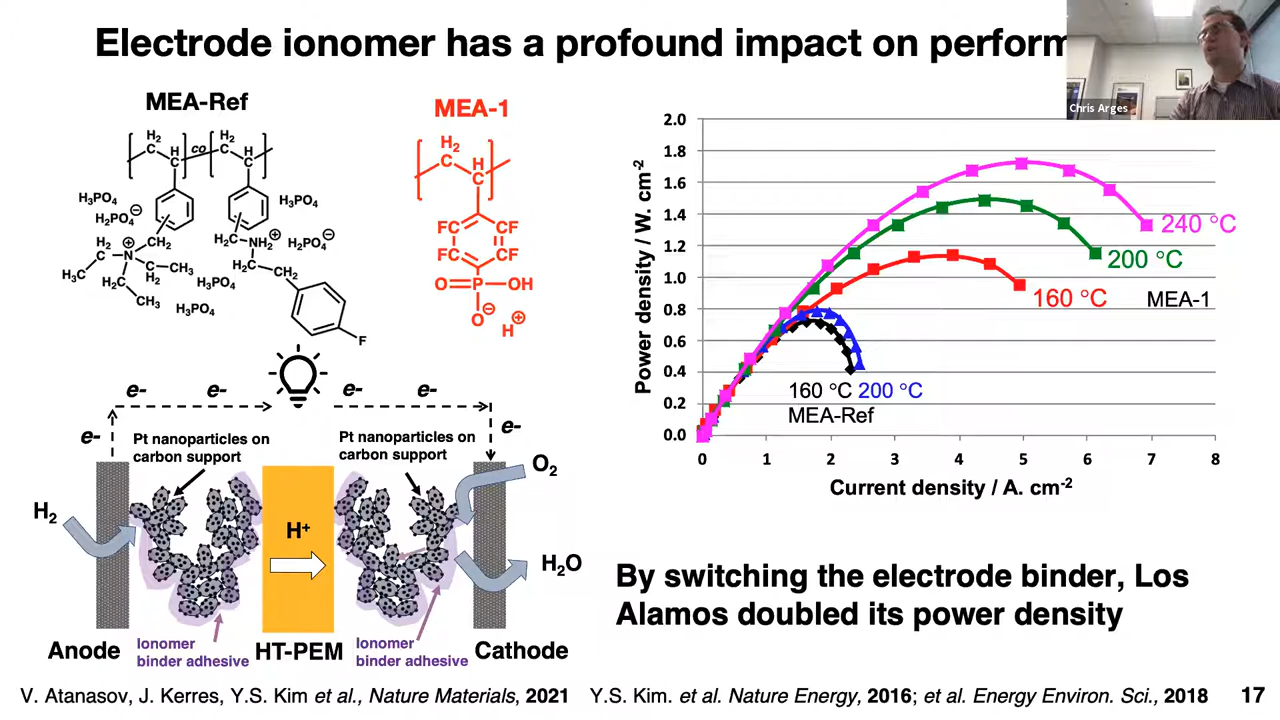 Electrode ionomer has a profound impact on perform
Chris Arges
MEA-Ref
MEA-1
H2
C
H
co
H2
C
C
H
H3PO4
H2PO4⊖
H3PO4
H2
C
N⊕
CH2
H3C
C
H2
CH3
H2C
CH3
H2C
NH2⊕
H2PO4⊖
H2C
CH2
H3PO4
H3PO4
F
H2
C
H
C
FC
CF
FC
CF
O=P–OH
O⊖
H⊕
e-
e-
e-
e-
e-
e-
Pt nanoparticles on
carbon support
Pt nanoparticles on
carbon support
H2
O2
H+
H2O
Anode
Ionomer
binder adhesive
HT-PEM
Ionomer
binder adhesive
Cathode
Power density / W. cm-2
2.0
1.8
1.6
1.4
1.2
1.0
0.8
0.6
0.4
0.2
0.0
240 °C
200 °C
160 °C
MEA-1
160 °C 200 °C
MEA-Ref
0 1 2 3 4 5 6 7 8
Current density / A. cm-2
By switching the electrode binder, Los
Alamos doubled its power density
V. Atanasov, J. Kerres, Y.S. Kim et al., Nature Materials, 2021 Y.S. Kim. et al. Nature Energy, 2016; et al. Energy Environ. Sci., 2018 17